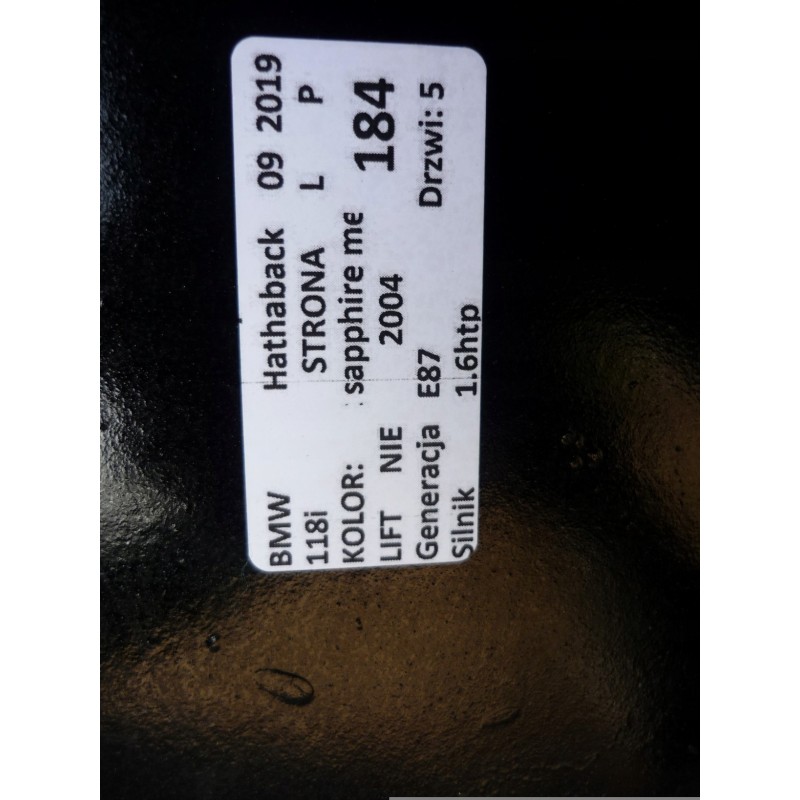 BMW Hathaback 09 2019
118i STRONA L P
KOLOR: : sapphire me 184
LIFT NIE 2004
Generacja E87 Drzwi: 5
Silnik 1.6htp